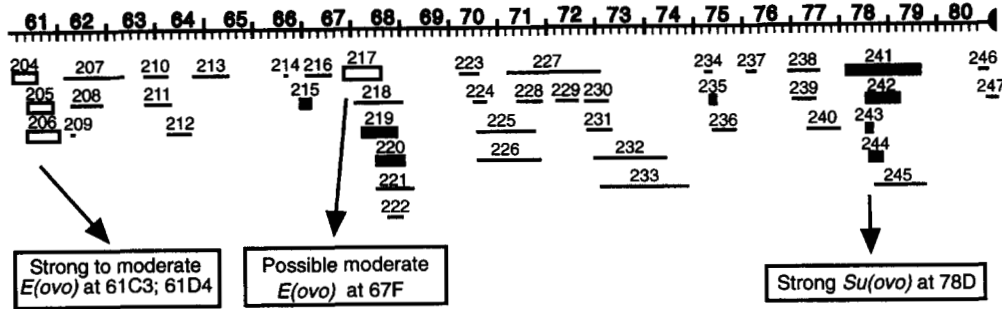 61 62 63 64 65 66 67 68 69 70 71 72 73 74 75 76 77 78 79 80
204 207 210 213 214 216 217 223 227 234 237 238 241 246
205 208 211 215 218 224 228 229 230 235 239 242 247
206 209 212 219 225 231 236 240 243
220 226 232 244
221 233 245
222
Strong to moderate
E(ovo) at 61C3; 61D4
Possible moderate
E(ovo) at 67F
Strong Su(ovo) at 78D